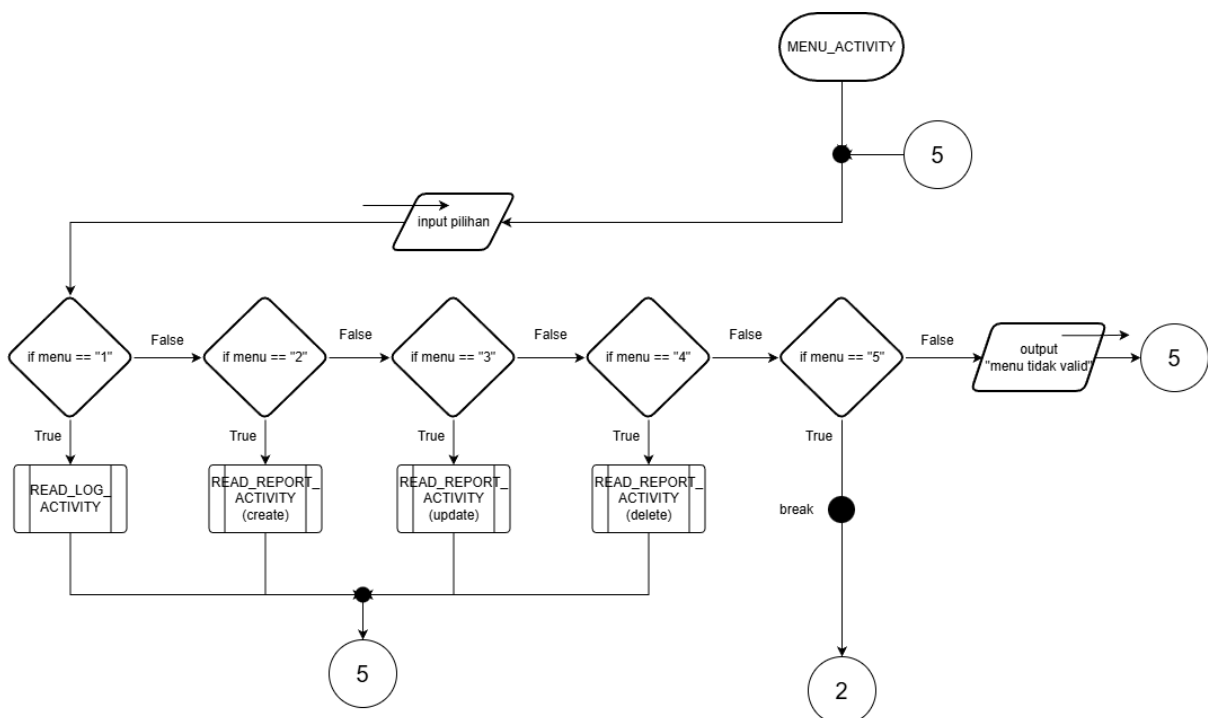 MENU_ACTIVITY
5
input pilihan
if menu == "1"
False
if menu == "2"
False
if menu == "3"
False
if menu == "4"
False
if menu == "5"
False
output
"menu tidak valid"
5
True
True
True
True
True
READ_LOG_
ACTIVITY
READ_REPORT_
ACTIVITY
(create)
READ_REPORT_
ACTIVITY
(update)
READ_REPORT_
ACTIVITY
(delete)
break
5
2